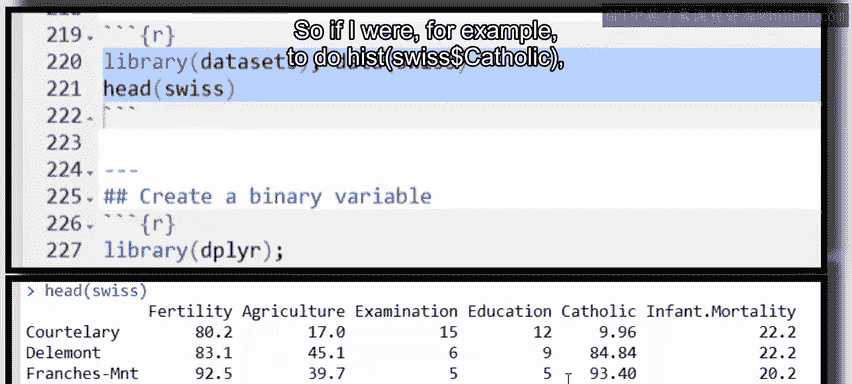 219 ```{r}
So if I were, for example,
to do hist(swiss$Catholic),
220 library(datasets
221 head(swiss)
222 ```
223
224 ---
225 ## Create a binary variable
226 ```{r}
227 library(dplyr);
> head(swiss)
Fertility Agriculture Examination Education Catholic Infant.Mortality
Courtelary 80.2 17.0 15 12 9.96 22.2
Delemont 83.1 45.1 6 9 84.84 22.2
Franches-Mnt 92.5 39.7 5 5 93.40 20.2